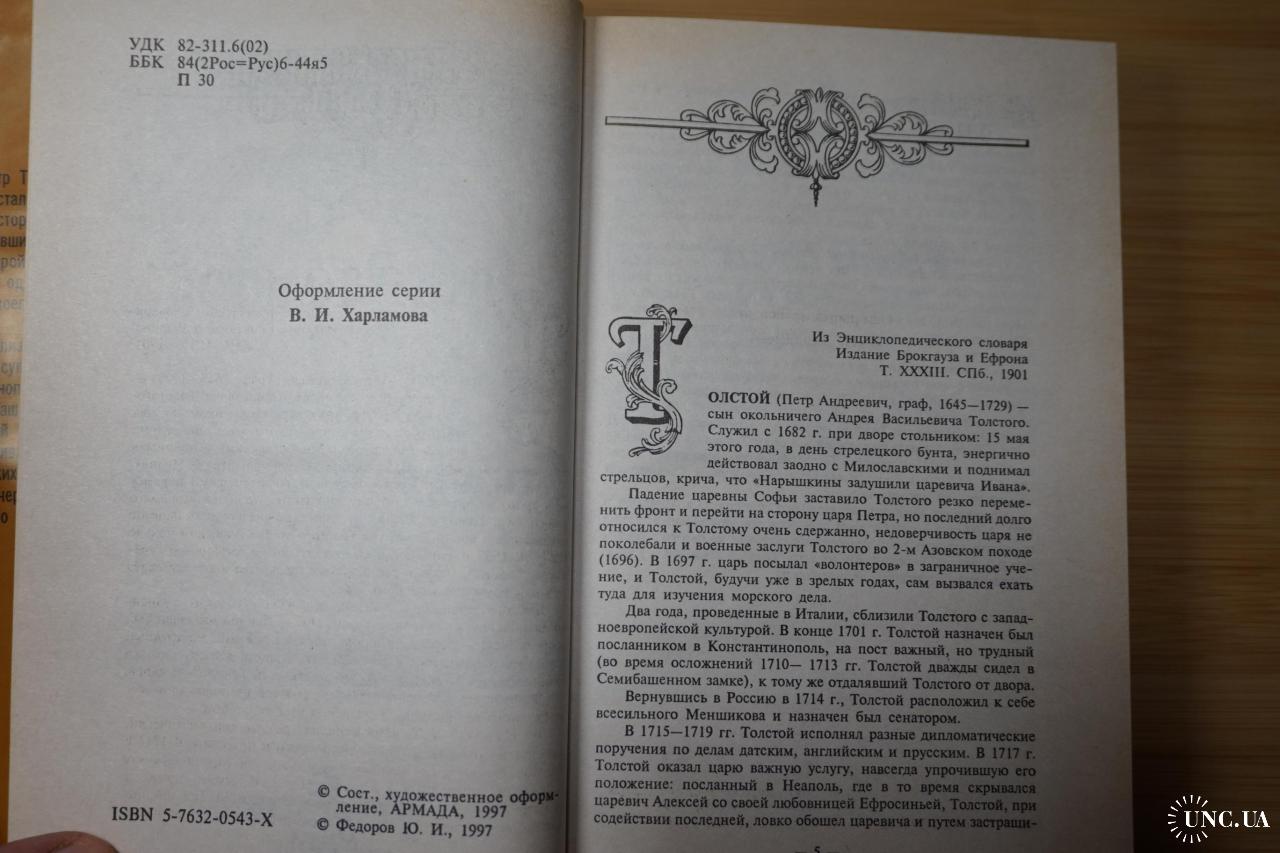 УДК 82-311.6(02)
ББК 84(2Рос=Рус)6-44я5
П 30
Оформление серии
В. И. Харламова
ISBN 5-7632-0543-X
© Сост., художественное оформ-
ление, АРМАДА, 1997
© Федоров Ю. И., 1997
Из Энциклопедического словаря
Издание Брокгауза и Ефрона
Т. XXXIII. СПб., 1901
ТОЛСТОЙ (Петр Андреевич, граф, 1645—1729) —
сын окольничего Андрея Васильевича Толстого.
Служил с 1682 г. при дворе стольником: 15 мая
этого года, в день стрелецкого бунта, энергично
действовал заодно с Милославскими и поднимал
стрельцов, крича, что «Нарышкины задушили царевича Ивана».
Падение царевны Софьи заставило Толстого резко переме-
нить фронт и перейти на сторону царя Петра, но последний долго
относился к Толстому очень сдержанно, недоверчивость царя не
поколебали и военные заслуги Толстого во 2-м Азовском походе
(1696). В 1697 г. царь посылал «волонтеров» в заграничное уче-
ние, и Толстой, будучи уже в зрелых годах, сам вызвался ехать
туда для изучения морского дела.
Два года, проведенные в Италии, сблизили Толстого с запад-
ноевропейской культурой. В конце 1701 г. Толстой назначен был
посланником в Константинополь, на пост важный, но трудный
(во время осложнений 1710— 1713 гг. Толстой дважды сидел в
Семибашенном замке), к тому же отдалявший Толстого от двора.
Вернувшись в Россию в 1714 г., Толстой расположил к себе
всесильного Меншикова и назначен был сенатором.
В 1715—1719 гг. Толстой исполнял разные дипломатические
поручения по делам датским, английским и прусским. В 1717 г.
Толстой оказал царю важную услугу, навсегда упрочившую его
положение: посланный в Неаполь, где в то время скрывался
царевич Алексей со своей любовницей Ефросиньей, Толстой, при
содействии последней, ловко обошел царевича и путем застращи-
— 5
UNC.UA